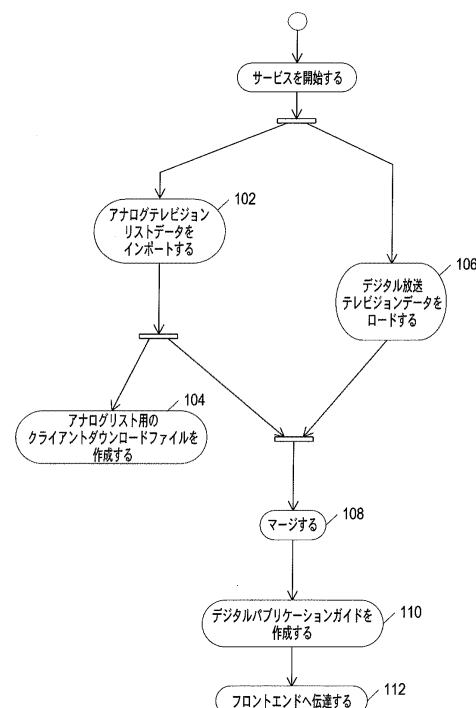 サービスを開始する
102
アナログテレビジョン
リストデータを
インポートする
106
デジタル放送
テレビジョンデータを
ロードする
104
アナログリスト用の
クライアントダウンロードファイルを
作成する
マージする
108
デジタルパブリケーションガイドを
作成する
110
フロントエンドへ伝達する
112